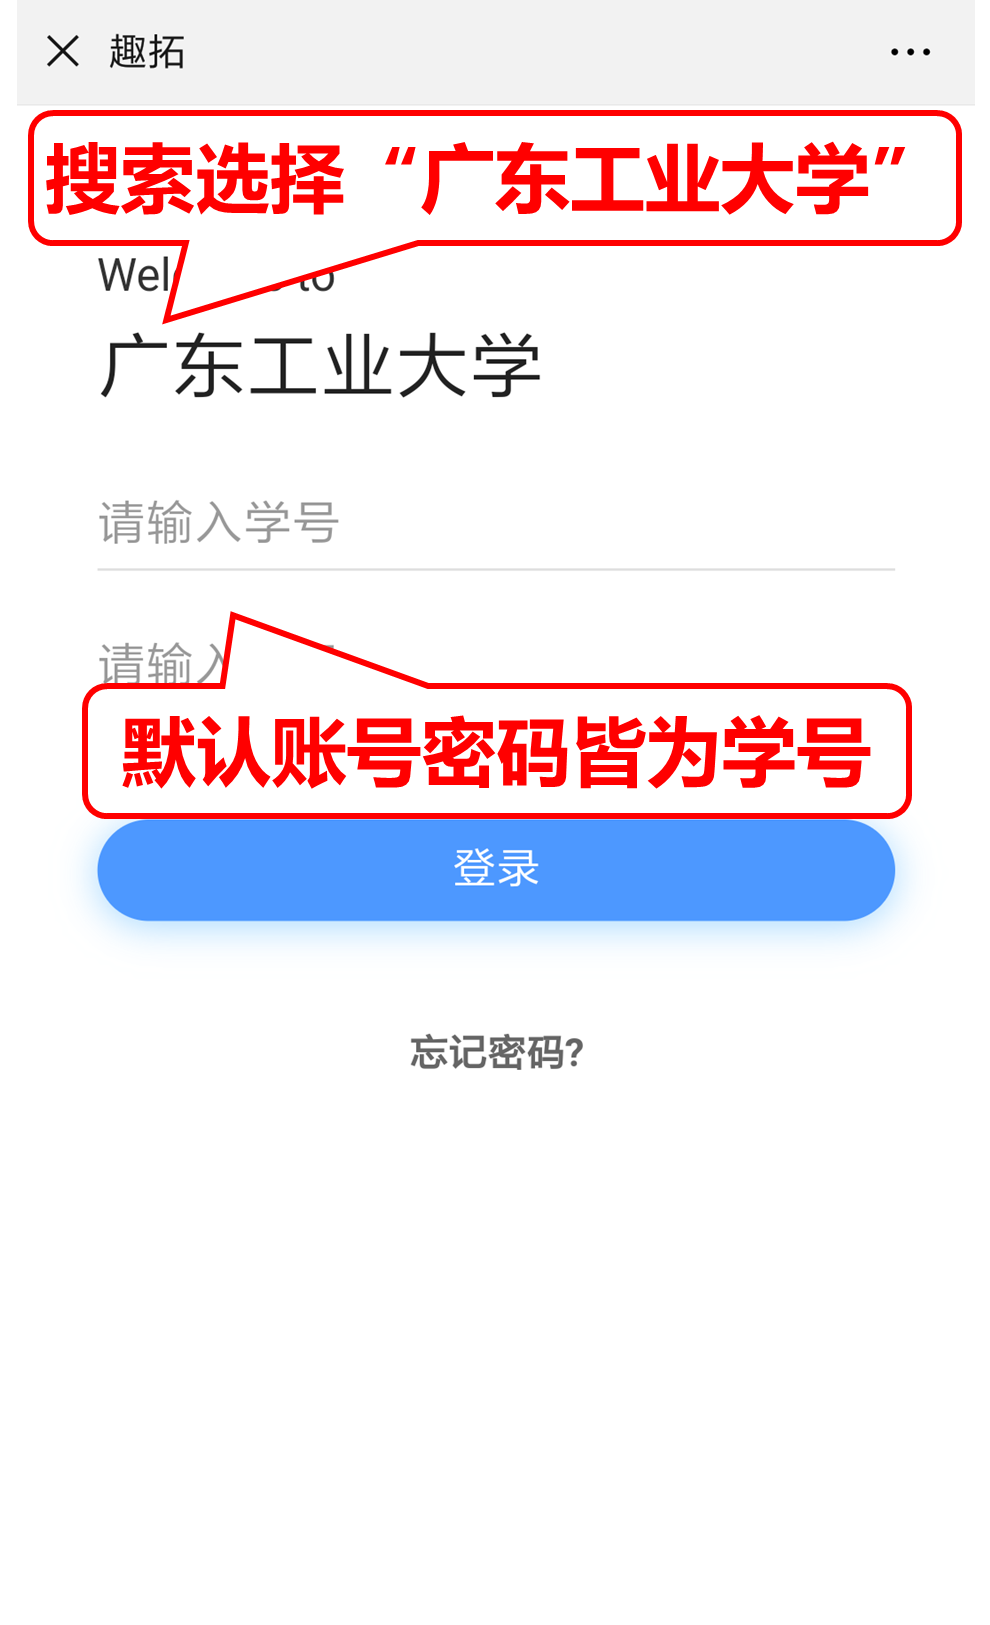 趣拓
搜索选择“广东工业大学”
to
广东工业大学
请输入学号
请输入
默认账号密码皆为学号
登录
忘记密码?